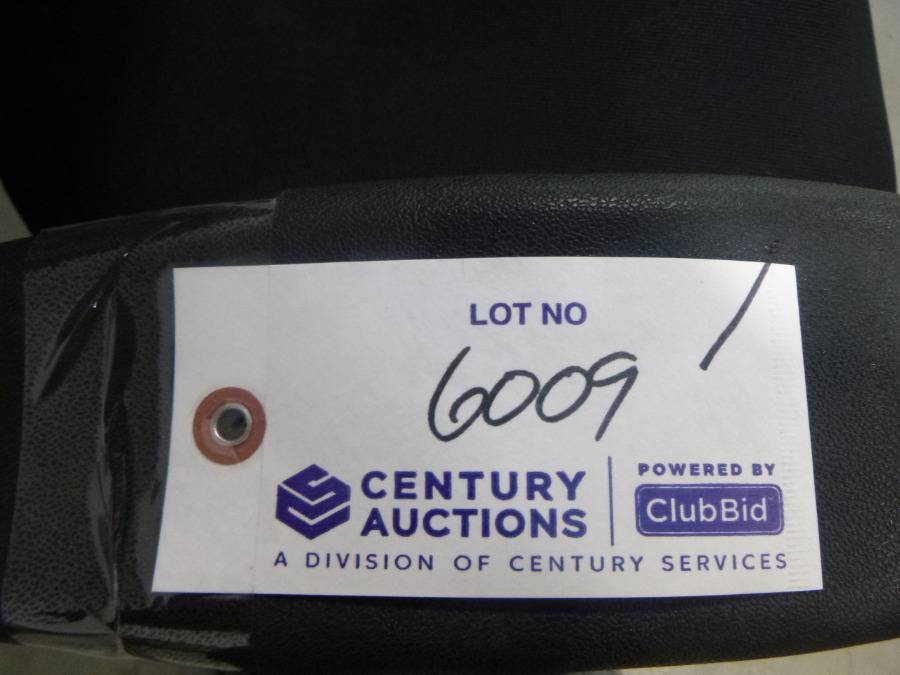 LOT NO
6009 /
CENTURY
AUCTIONS
POWERED BY
ClubBid
A DIVISION OF CENTURY SERVICES